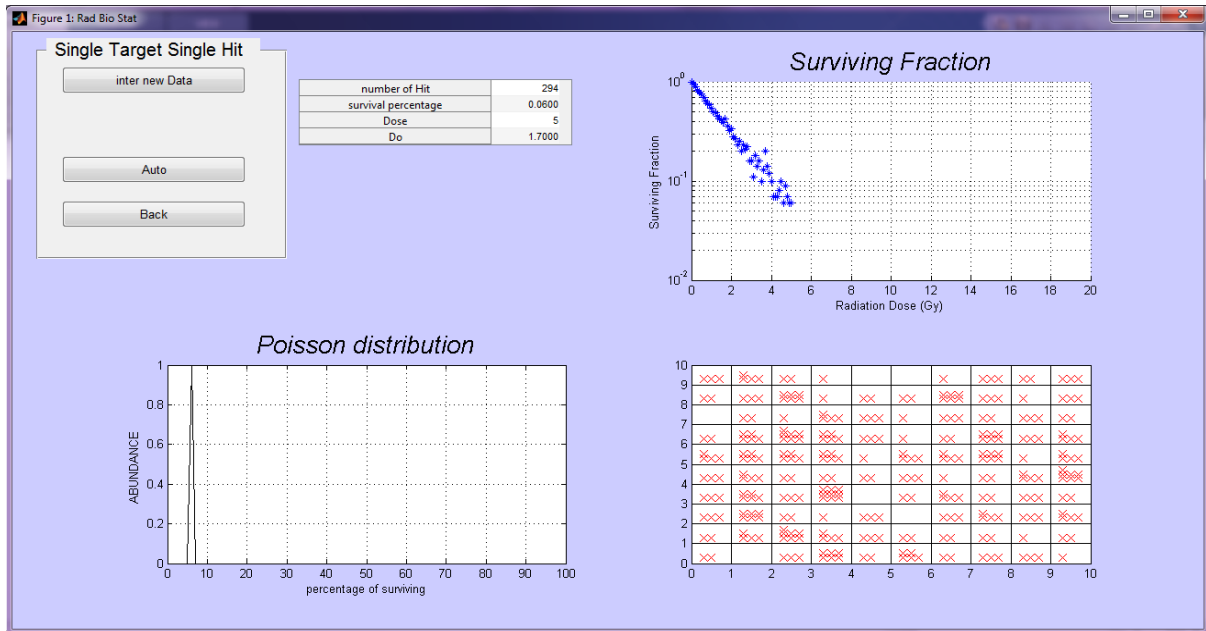 Figure 1: Rad Bio Stat
Single Target Single Hit
inter new Data
Auto
Back
number of Hit 294
survival percentage 0.0600
Dose 5
Do 1.7000
Surviving Fraction
Surviving Fraction
10^0
10^-1
10^-2
0 2 4 6 8 10 12 14 16 18 20
Radiation Dose (Gy)
Poisson distribution
ABUNDANCE
1
0.8
0.6
0.4
0.2
0
0 10 20 30 40 50 60 70 80 90 100
percentage of surviving
10
9
8
7
6
5
4
3
2
1
0
0 1 2 3 4 5 6 7 8 9 10